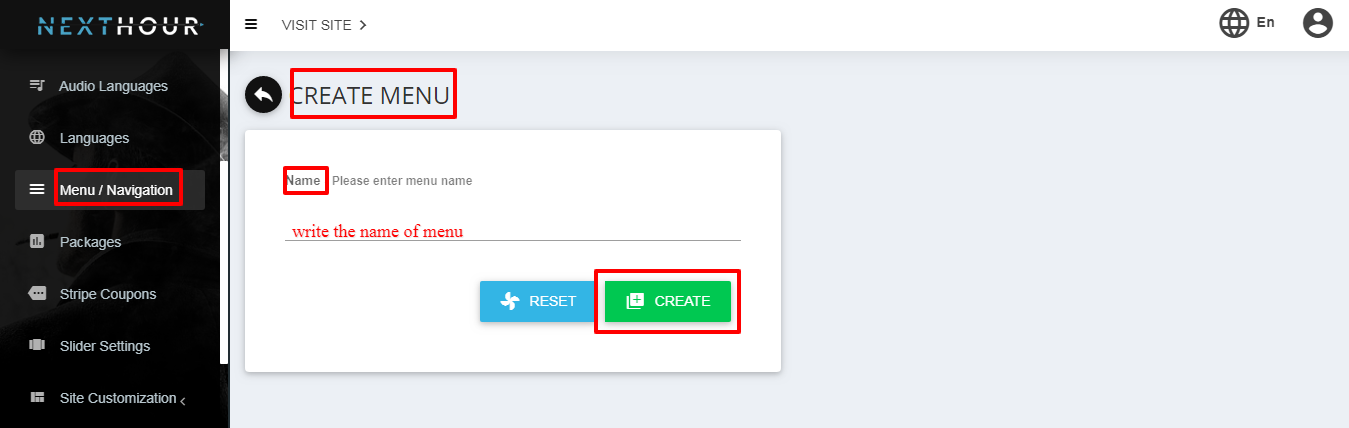 NEXTHOUR
VISIT SITE
En
Audio Languages
Languages
Menu / Navigation
Packages
Stripe Coupons
Slider Settings
Site Customization
CREATE MENU
Name Please enter menu name
write the name of menu
RESET
CREATE